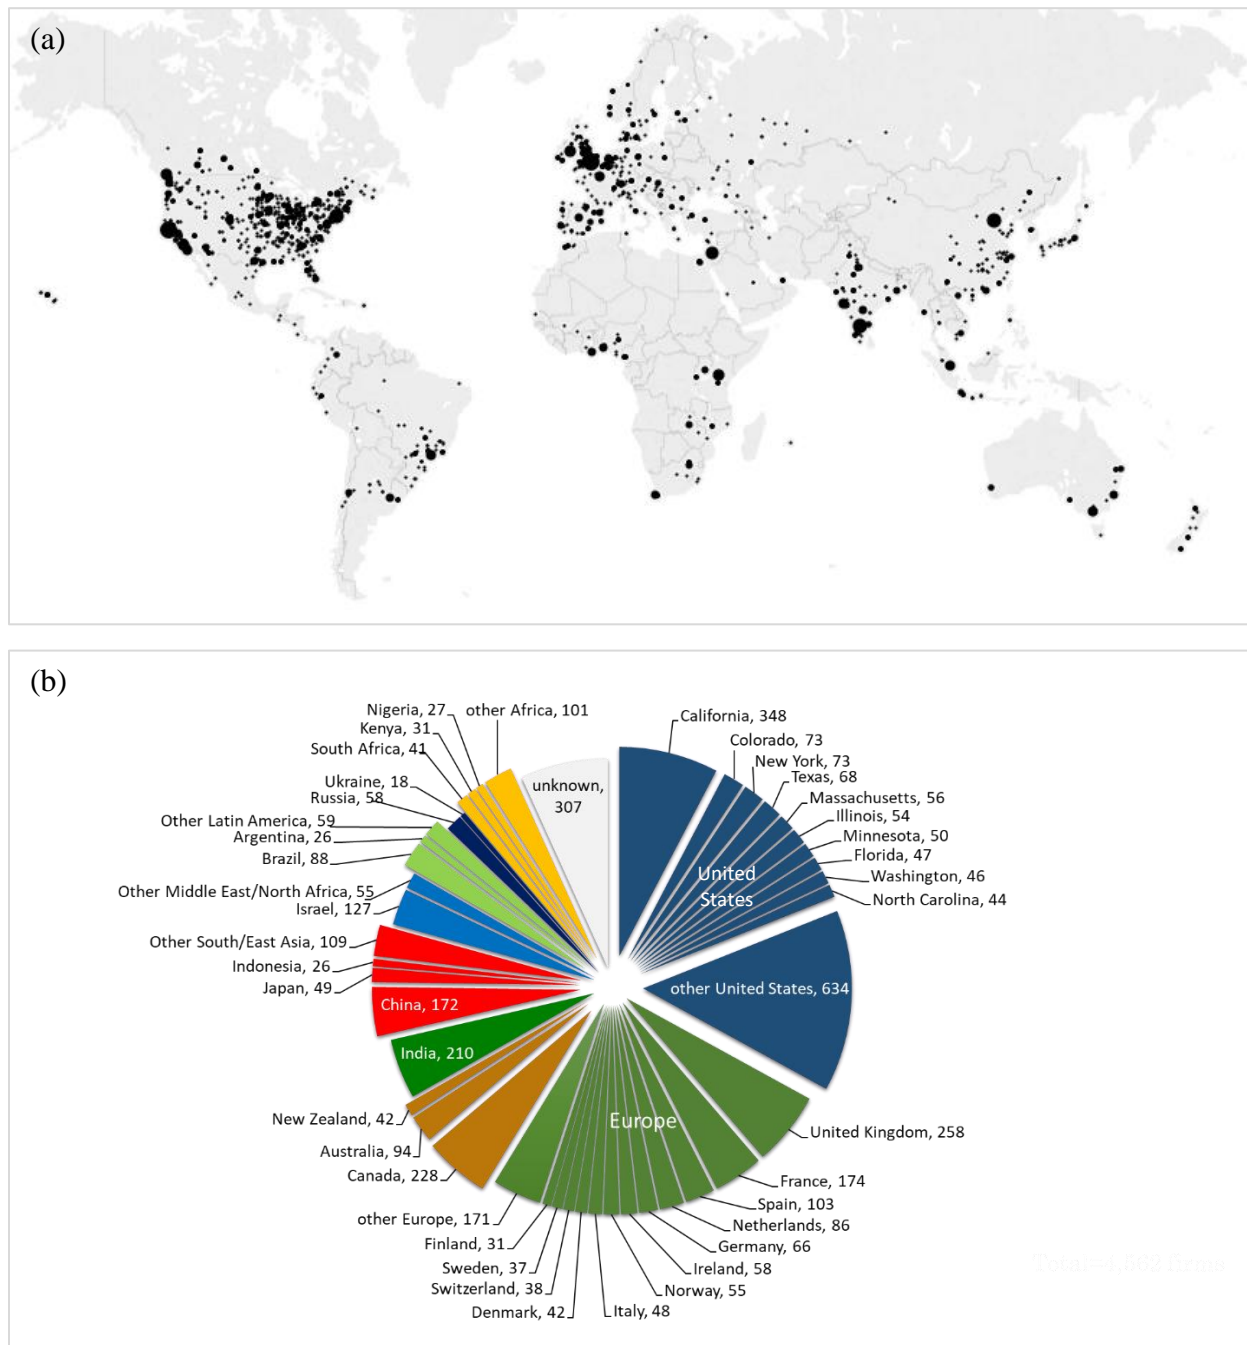 (a)
(b)
Nigeria, 27
other Africa, 101
Kenya, 31
South Africa, 41
Ukraine, 18
Russia, 58
Other Latin America, 59
Argentina, 26
Brazil, 88
Other Middle East/North Africa, 55
Israel, 127
Other South/East Asia, 109
Indonesia, 26
Japan, 49
China, 172
India, 210
New Zealand, 42
Australia, 94
Canada, 228
unknown,
307
California, 348
Colorado, 73
New York, 73
Texas, 68
Massachusetts, 56
Illinois, 54
Minnesota, 50
Florida, 47
Washington, 46
North Carolina, 44
United
States
other United States, 634
Europe
United Kingdom, 258
France, 174
Spain, 103
Netherlands, 86
Germany, 66
Ireland, 58
Norway, 55
Italy, 48
Denmark, 42
Switzerland, 38
Sweden, 37
Finland, 31
other Europe, 171